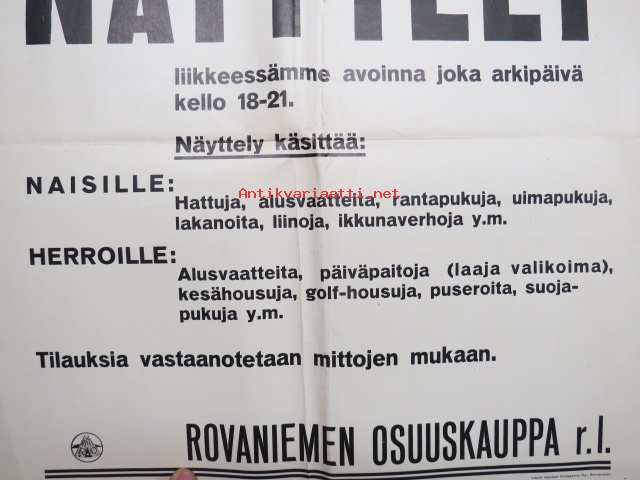 NÄYTTELY
liikkeessämme avoinna joka arkipäivä
kello 18-21.
Näyttely käsittää:
NAISILLE:
Hattuja, alusvaatteita, rantapukuja, uimapukuja,
lakanoita, liinoja, ikkunaverhoja y.m.
Antikvariaatti.net
HERROILLE:
Alusvaatteita, päiväpaitoja (laaja valikoima),
kesähousuja, golf-housuja, puseroita, suoja-
pukuja y.m.
Tilauksia vastaanotetaan mittojen mukaan.
ROVANIEMEN OSUUSKAUPPA r.l.